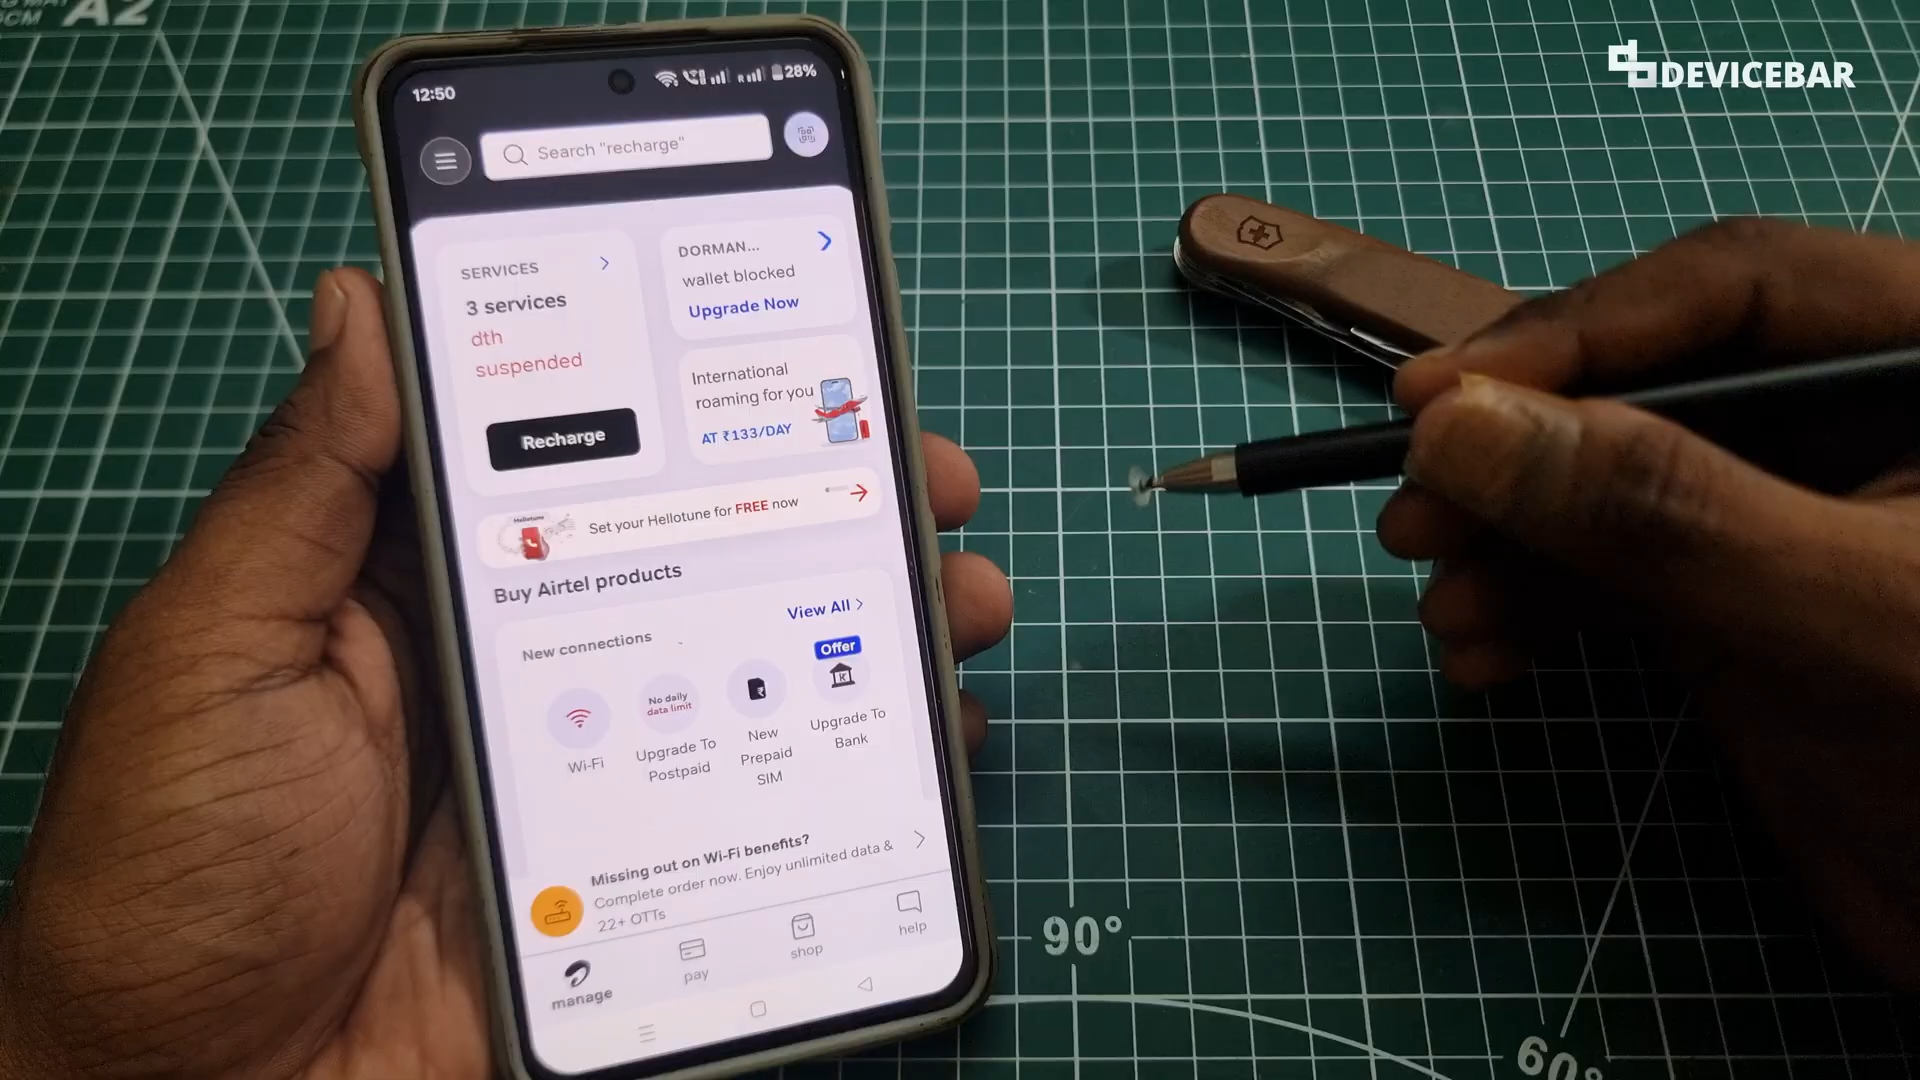 A2
DEVICEBAR
12:50
28%
Search "recharge"
SERVICES
3 services
dth
suspended
Recharge
DORMAN...
wallet blocked
Upgrade Now
International
roaming for you
AT ₹133/DAY
Hellotune
Set your Hellotune for FREE now
Buy Airtel products
View All
New connections
Wi-Fi
No daily
data limit
Upgrade To
Postpaid
New
Prepaid
SIM
Offer
Upgrade To
Bank
Missing out on Wi-Fi benefits?
Complete order now. Enjoy unlimited data &
22+ OTTs
manage
pay
shop
help
90°
60°